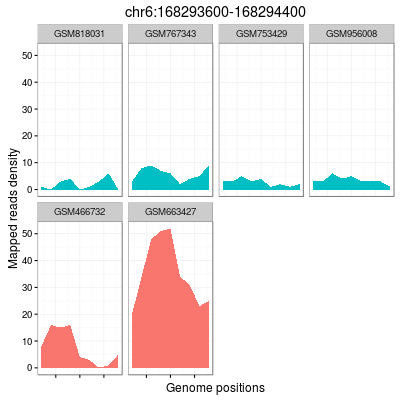 chr6:168293600-168294400
GSM818031 GSM767343 GSM753429 GSM956008
50
40
30
20
10
0
Mapped reads density
GSM466732 GSM663427
50
40
30
20
10
0
Genome positions